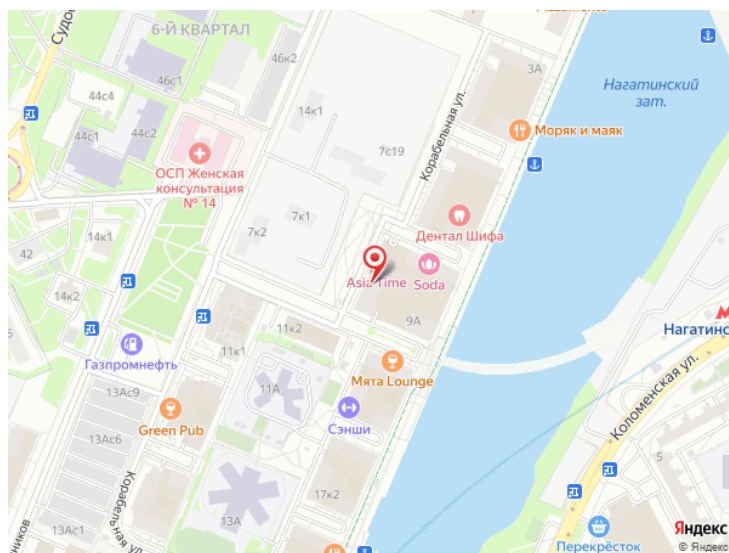 6-Й КВАРТАЛ
46с1
46к2
44с4
44с1
44с2
14к1
7с19
3А
Нагатинский
зат.
Моряк и маяк
Корабельная ул.
ОСП Женская
консультация
№ 14
7к1
7к2
Дентал Шифа
42
14к1
Asia Time
Soda
14к2
9А
Нагатинс
11к2
11к1
Газпромнефть
Мята Lounge
11А
Коломенская ул.
13Ас9
Сэнши
Green Pub
13Ас6
5
Корабельная ул.
17к2
13А
13Ас1
ников
Перекрёсток
Яндекс
© Яндекс